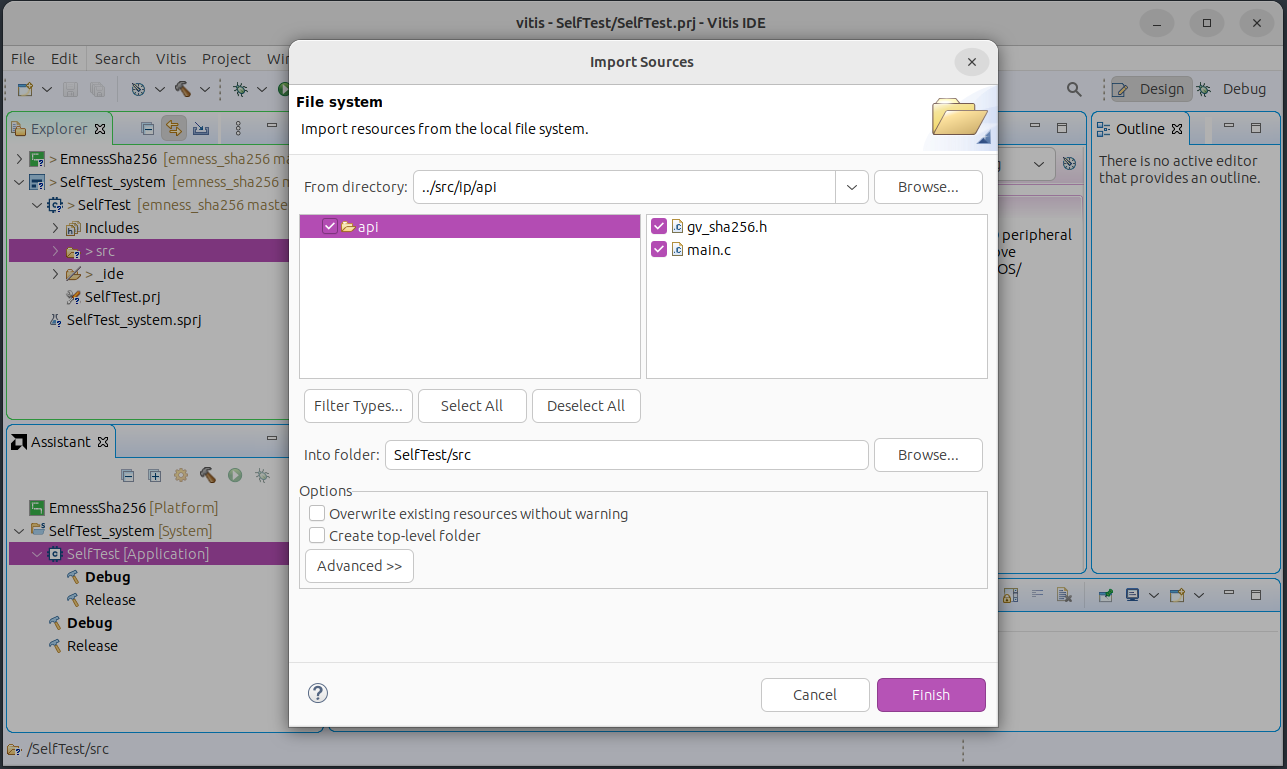 vitis - SelfTest/SelfTest.prj - Vitis IDE
File Edit Search Vitis Project
Design Debug
Explorer
> EmnessSha256 [emness_sha256
> SelfTest_system [emness_sha256
> SelfTest [emness_sha256 master
Includes
> src
> _ide
SelfTest.prj
SelfTest_system.sprj
Assistant
EmnessSha256 [Platform]
SelfTest_system [System]
SelfTest [Application]
Debug
Release
Debug
Release
/SelfTest/src
Import Sources
File system
Import resources from the local file system.
From directory: ../src/ip/api Browse...
api
gv_sha256.h
main.c
Filter Types... Select All Deselect All
Into folder: SelfTest/src Browse...
Options
Overwrite existing resources without warning
Create top-level folder
Advanced >>
Cancel Finish
peripheral
OS/
Outline
There is no active editor
that provides an outline.